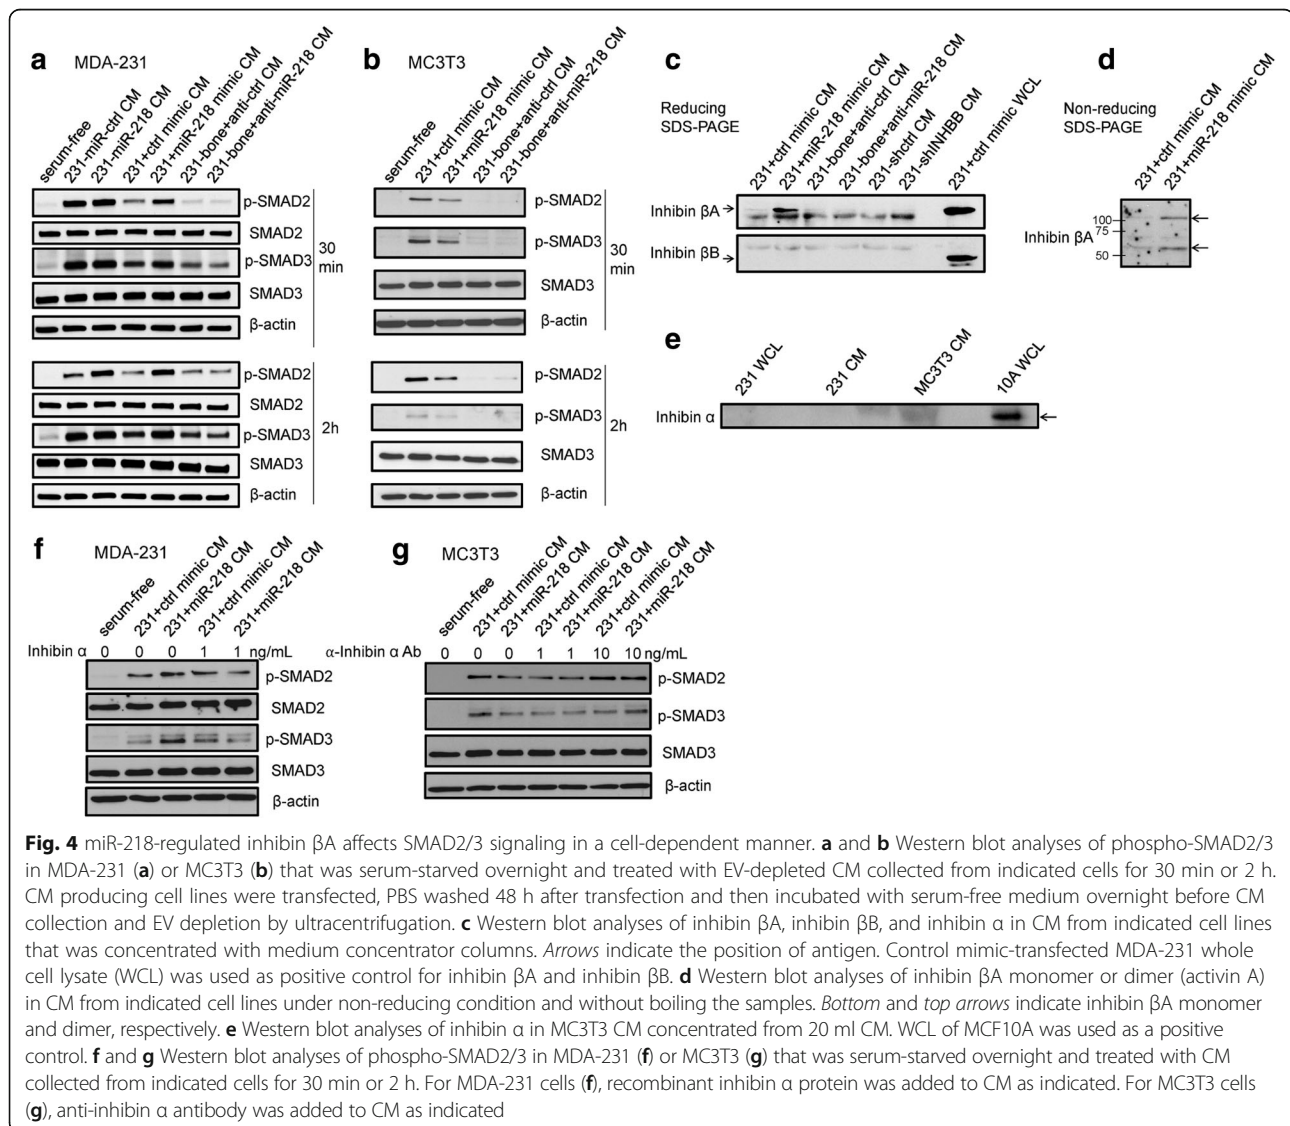 a MDA-231
serum-free
231-miR-ctrl CM
231-miR-218 CM
231+ctrl mimic CM
231+miR-218 mimic CM
231-bone+anti-ctrl CM
231-bone+anti-miR-218 CM
p-SMAD2
SMAD2
p-SMAD3
SMAD3
β-actin
30 min
p-SMAD2
SMAD2
p-SMAD3
SMAD3
β-actin
2h
b MC3T3
serum-free
231+ctrl mimic CM
231+miR-218 mimic CM
231-bone+anti-ctrl CM
231-bone+anti-miR-218 CM
p-SMAD2
p-SMAD3
SMAD3
β-actin
30 min
p-SMAD2
p-SMAD3
SMAD3
β-actin
2h
c
Reducing
SDS-PAGE
231+ctrl mimic CM
231+miR-218 mimic CM
231-bone+anti-ctrl CM
231-bone+anti-miR-218 CM
231-shctrl CM
231-shINHBB CM
231+ctrl mimic WCL
Inhibin βA
Inhibin βB
d
Non-reducing
SDS-PAGE
231+ctrl mimic CM
231+miR-218 mimic CM
100
75
Inhibin βA
50
e
231 WCL
231 CM
MC3T3 CM
10A WCL
Inhibin α
f MDA-231
serum-free
231+ctrl mimic CM
231+miR-218 CM
231+ctrl mimic CM
231+miR-218 CM
Inhibin α 0 0 0 1 1 ng/mL
p-SMAD2
SMAD2
p-SMAD3
SMAD3
β-actin
g MC3T3
serum-free
231+ctrl mimic CM
231+miR-218 CM
231+ctrl mimic CM
231+miR-218 CM
231+ctrl mimic CM
231+miR-218 CM
α-Inhibin α Ab 0 0 0 1 1 10 10 ng/mL
p-SMAD2
p-SMAD3
SMAD3
β-actin
Fig. 4 miR-218-regulated inhibin βA affects SMAD2/3 signaling in a cell-dependent manner. a and b Western blot analyses of phospho-SMAD2/3
in MDA-231 (a) or MC3T3 (b) that was serum-starved overnight and treated with EV-depleted CM collected from indicated cells for 30 min or 2 h.
CM producing cell lines were transfected, PBS washed 48 h after transfection and then incubated with serum-free medium overnight before CM
collection and EV depletion by ultracentrifugation. c Western blot analyses of inhibin βA, inhibin βB, and inhibin α in CM from indicated cell lines
that was concentrated with medium concentrator columns. Arrows indicate the position of antigen. Control mimic-transfected MDA-231 whole
cell lysate (WCL) was used as positive control for inhibin βA and inhibin βB. d Western blot analyses of inhibin βA monomer or dimer (activin A)
in CM from indicated cell lines under non-reducing condition and without boiling the samples. Bottom and top arrows indicate inhibin βA monomer
and dimer, respectively. e Western blot analyses of inhibin α in MC3T3 CM concentrated from 20 ml CM. WCL of MCF10A was used as a positive
control. f and g Western blot analyses of phospho-SMAD2/3 in MDA-231 (f) or MC3T3 (g) that was serum-starved overnight and treated with CM
collected from indicated cells for 30 min or 2 h. For MDA-231 cells (f), recombinant inhibin α protein was added to CM as indicated. For MC3T3 cells
(g), anti-inhibin α antibody was added to CM as indicated